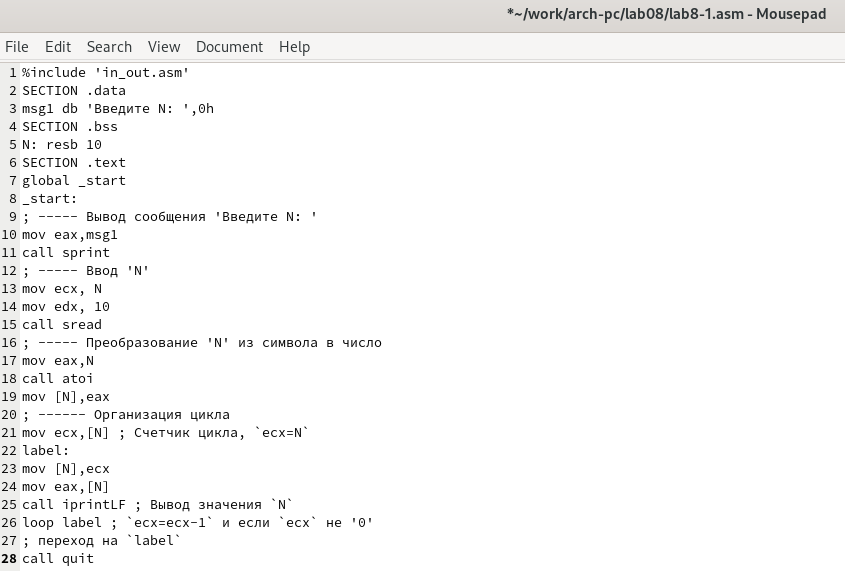 *~/work/arch-pc/lab08/lab8-1.asm - Mousepad
File Edit Search View Document Help
1 %include 'in_out.asm'
2 SECTION .data
3 msg1 db 'Введите N: ',0h
4 SECTION .bss
5 N: resb 10
6 SECTION .text
7 global _start
8 _start:
9 ; ----- Вывод сообщения 'Введите N: '
10 mov eax,msg1
11 call sprint
12 ; ----- Ввод 'N'
13 mov ecx, N
14 mov edx, 10
15 call sread
16 ; ----- Преобразование 'N' из символа в число
17 mov eax,N
18 call atoi
19 mov [N],eax
20 ; ------ Организация цикла
21 mov ecx,[N] ; Счетчик цикла, `ecx=N`
22 label:
23 mov [N],ecx
24 mov eax,[N]
25 call iprintLF ; Вывод значения `N`
26 loop label ; `ecx=ecx-1` и если `ecx` не '0'
27 ; переход на `label`
28 call quit